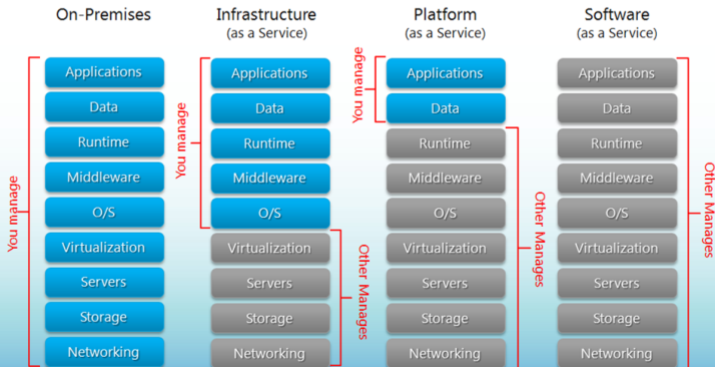 On-Premises
Infrastructure
(as a Service)
Platform
(as a Service)
Software
(as a Service)
You manage
Applications
Data
Runtime
Middleware
O/S
Virtualization
Servers
Storage
Networking
You manage
Applications
Data
Runtime
Middleware
O/S
Virtualization
Servers
Storage
Networking
Other Manages
You manage
Applications
Data
Runtime
Middleware
O/S
Virtualization
Servers
Storage
Networking
Other Manages
Applications
Data
Runtime
Middleware
O/S
Virtualization
Servers
Storage
Networking
Other Manages